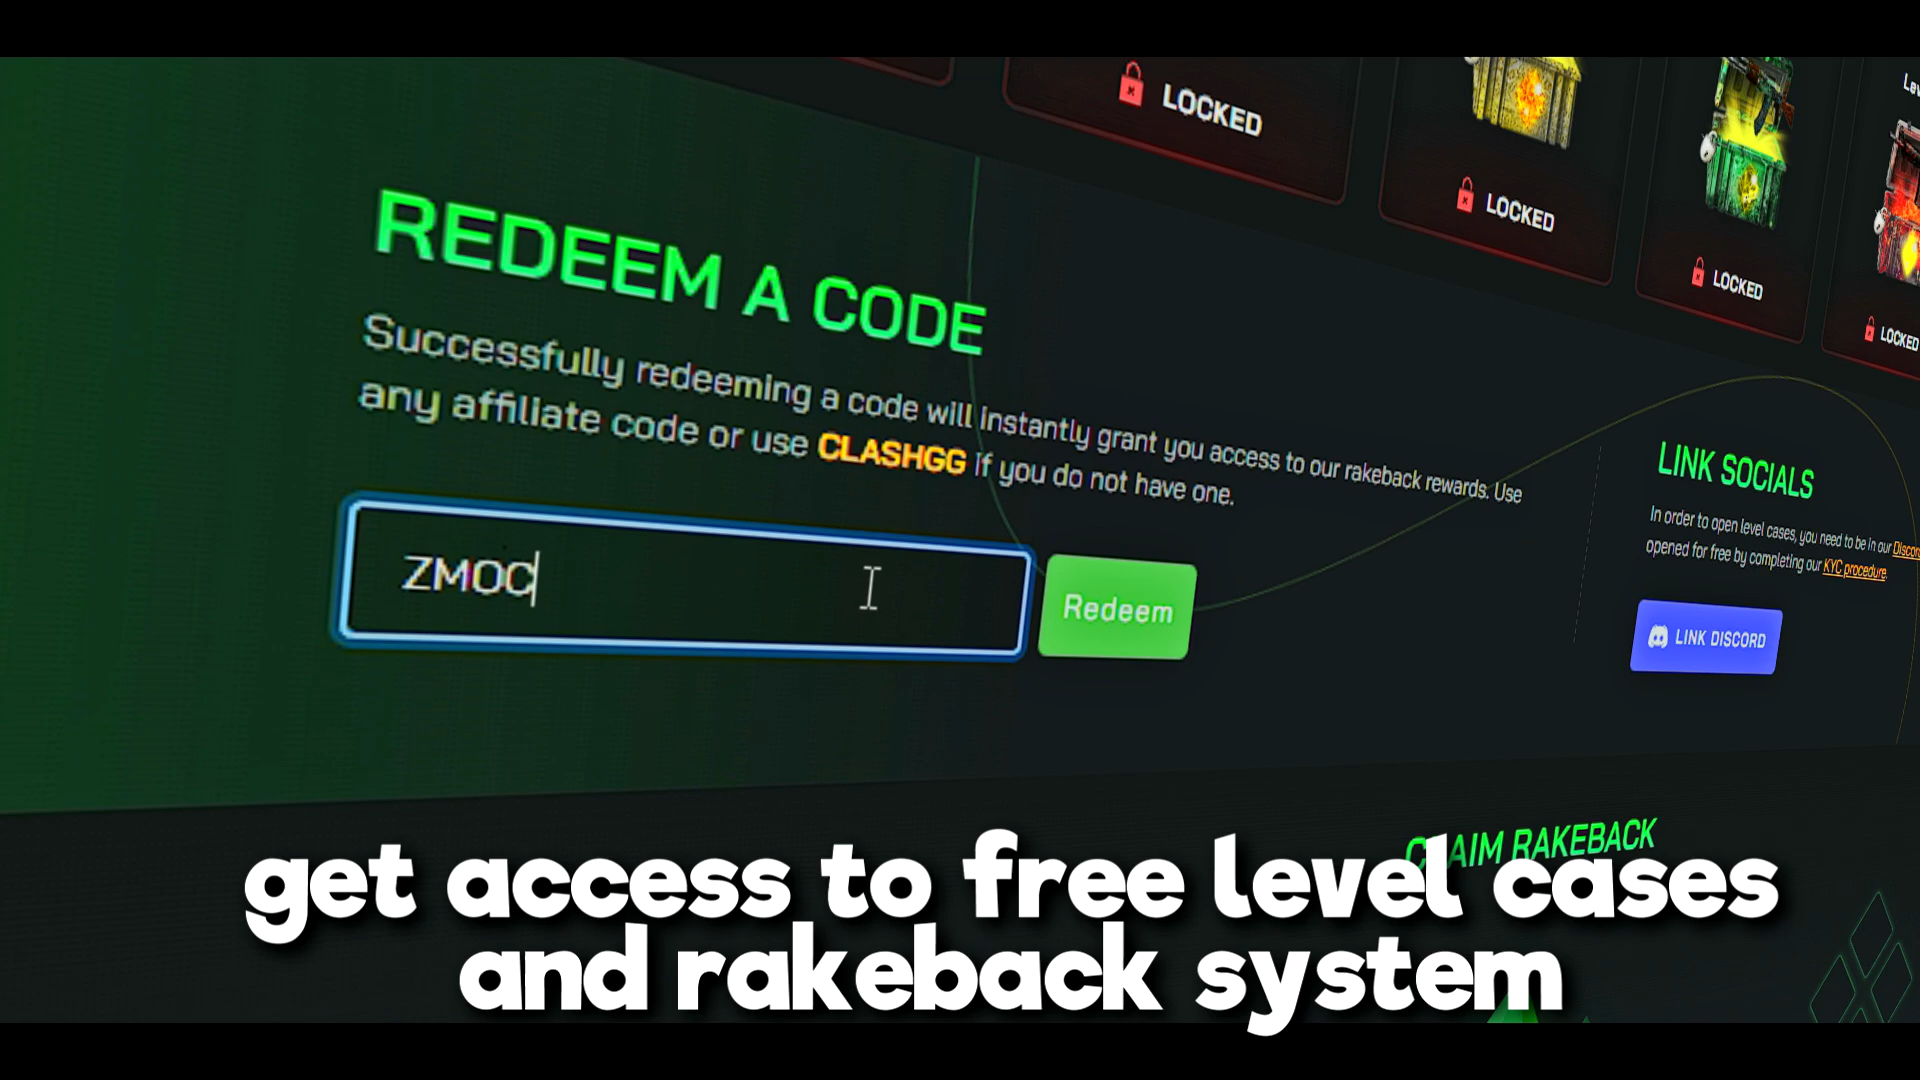 LOCKED
LOCKED
LOCKED
LOCKED
REDEEM A CODE
Successfully redeeming a code will instantly grant you access to our rakeback rewards. Use
any affiliate code or use CLASHGG if you do not have one.
ZMOC
Redeem
LINK SOCIALS
In order to open level cases, you need to be in our Discord
opened for free by completing our KYC procedure.
LINK DISCORD
CLAIM RAKEBACK
get access to free level cases
and rakeback system